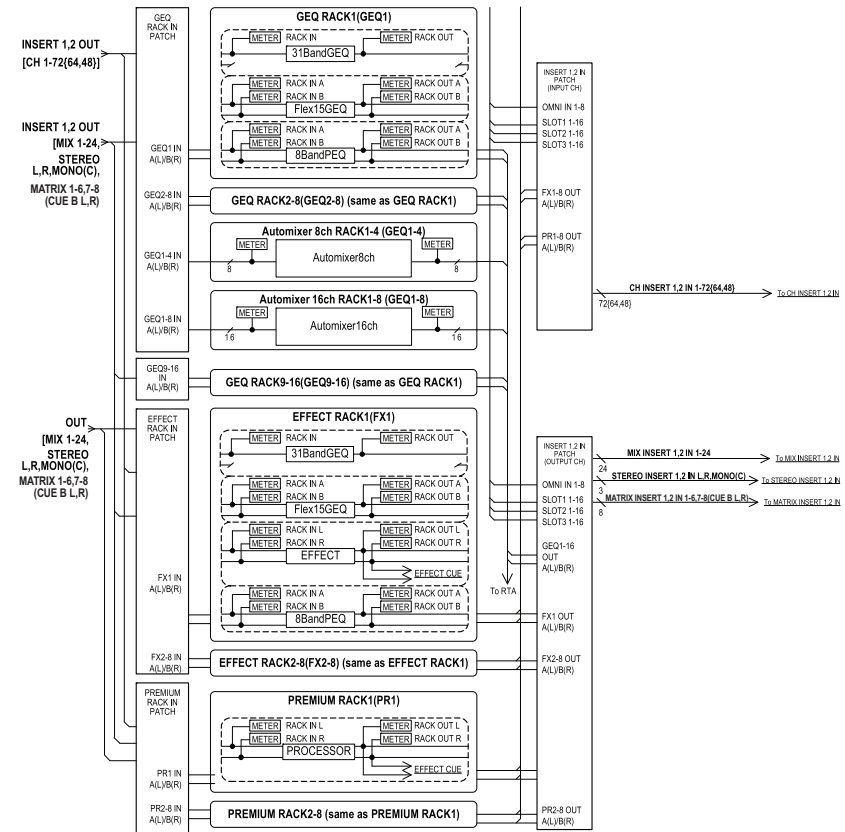 GEQ
RACK IN
PATCH
INSERT 1,2 OUT
[CH 1-72{64,48}]
INSERT 1,2 OUT
[MIX 1-24,
STEREO
L,R,MONO(C),
MATRIX 1-6,7-8
(CUE B L,R)
GEQ1 IN
A(L)/B(R)
GEQ2-8 IN
A(L)/B(R)
GEQ1-4 IN
A(L)/B(R)
GEQ1-8 IN
A(L)/B(R)
GEQ9-16
IN
A(L)/B(R)
GEQ RACK1(GEQ1)
METER RACK IN METER RACK OUT
31BandGEQ
METER RACK IN A METER RACK OUT A
METER RACK IN B METER RACK OUT B
Flex15GEQ
METER RACK IN A METER RACK OUT A
METER RACK IN B METER RACK OUT B
8BandPEQ
GEQ RACK2-8(GEQ2-8) (same as GEQ RACK1)
Automixer 8ch RACK1-4 (GEQ1-4)
METER METER
Automixer8ch
8 8
Automixer 16ch RACK1-8 (GEQ1-8)
METER METER
Automixer16ch
16 16
GEQ RACK9-16(GEQ9-16) (same as GEQ RACK1)
INSERT 1,2 IN
PATCH
(INPUT CH)
OMNI IN 1-8
SLOT1 1-16
SLOT2 1-16
SLOT3 1-16
FX1-8 OUT
A(L)/B(R)
PR1-8 OUT
A(L)/B(R)
CH INSERT 1,2 IN 1-72{64,48}
72{64,48}
To CH INSERT 1,2 IN
OUT
[MIX 1-24,
STEREO
L,R,MONO(C),
MATRIX 1-6,7-8
(CUE B L,R)
EFFECT
RACK IN
PATCH
FX1 IN
A(L)/B(R)
FX2-8 IN
A(L)/B(R)
EFFECT RACK1(FX1)
METER RACK IN METER RACK OUT
31BandGEQ
METER RACK IN A METER RACK OUT A
METER RACK IN B METER RACK OUT B
Flex15GEQ
METER RACK IN L METER RACK OUT L
METER RACK IN R METER RACK OUT R
EFFECT
EFFECT CUE
METER RACK IN A METER RACK OUT A
METER RACK IN B METER RACK OUT B
8BandPEQ
EFFECT RACK2-8(FX2-8) (same as EFFECT RACK1)
To RTA
INSERT 1,2 IN
PATCH
(OUTPUT CH)
OMNI IN 1-8
SLOT1 1-16
SLOT2 1-16
SLOT3 1-16
GEQ1-16
OUT
A(L)/B(R)
FX1 OUT
A(L)/B(R)
FX2-8 OUT
A(L)/B(R)
PR2-8 OUT
A(L)/B(R)
MIX INSERT 1,2 IN 1-24
24
To MIX INSERT 1,2 IN
STEREO INSERT 1,2 IN L,R,MONO(C)
3
To STEREO INSERT 1,2 IN
MATRIX INSERT 1,2 IN 1-6,7-8(CUE B L,R)
8
To MATRIX INSERT 1,2 IN
PREMIUM
RACK IN
PATCH
PR1 IN
A(L)/B(R)
PR2-8 IN
A(L)/B(R)
PREMIUM RACK1(PR1)
METER RACK IN L METER RACK OUT L
METER RACK IN R METER RACK OUT R
PROCESSOR
EFFECT CUE
PREMIUM RACK2-8 (same as PREMIUM RACK1)